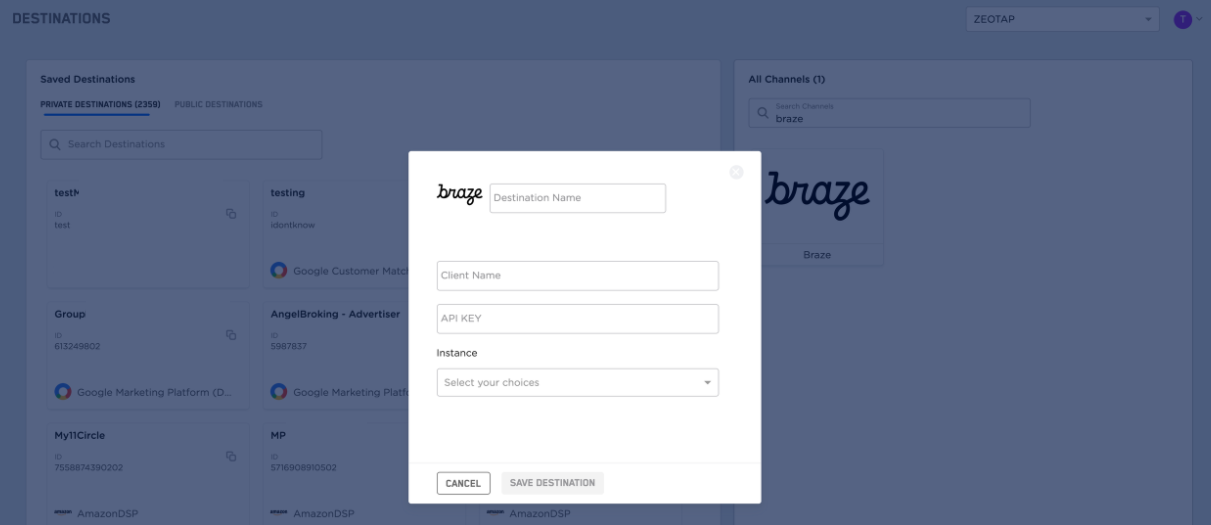 DESTINATIONS
ZEOTAP
T
Saved Destinations
PRIVATE DESTINATIONS (2359) PUBLIC DESTINATIONS
Search Destinations
testM
ID
test
testing
ID
idontknow
Google Customer Match
Group
ID
613249802
Google Marketing Platform (D...
AngelBroking - Advertiser
ID
5987837
Google Marketing Platfo
My11Circle
ID
7558874390202
AmazonDSP
MP
ID
5716908910502
AmazonDSP
AmazonDSP
All Channels (1)
Search Channels
braze
braze
Braze
braze
Destination Name
Client Name
API KEY
Instance
Select your choices
CANCEL
SAVE DESTINATION